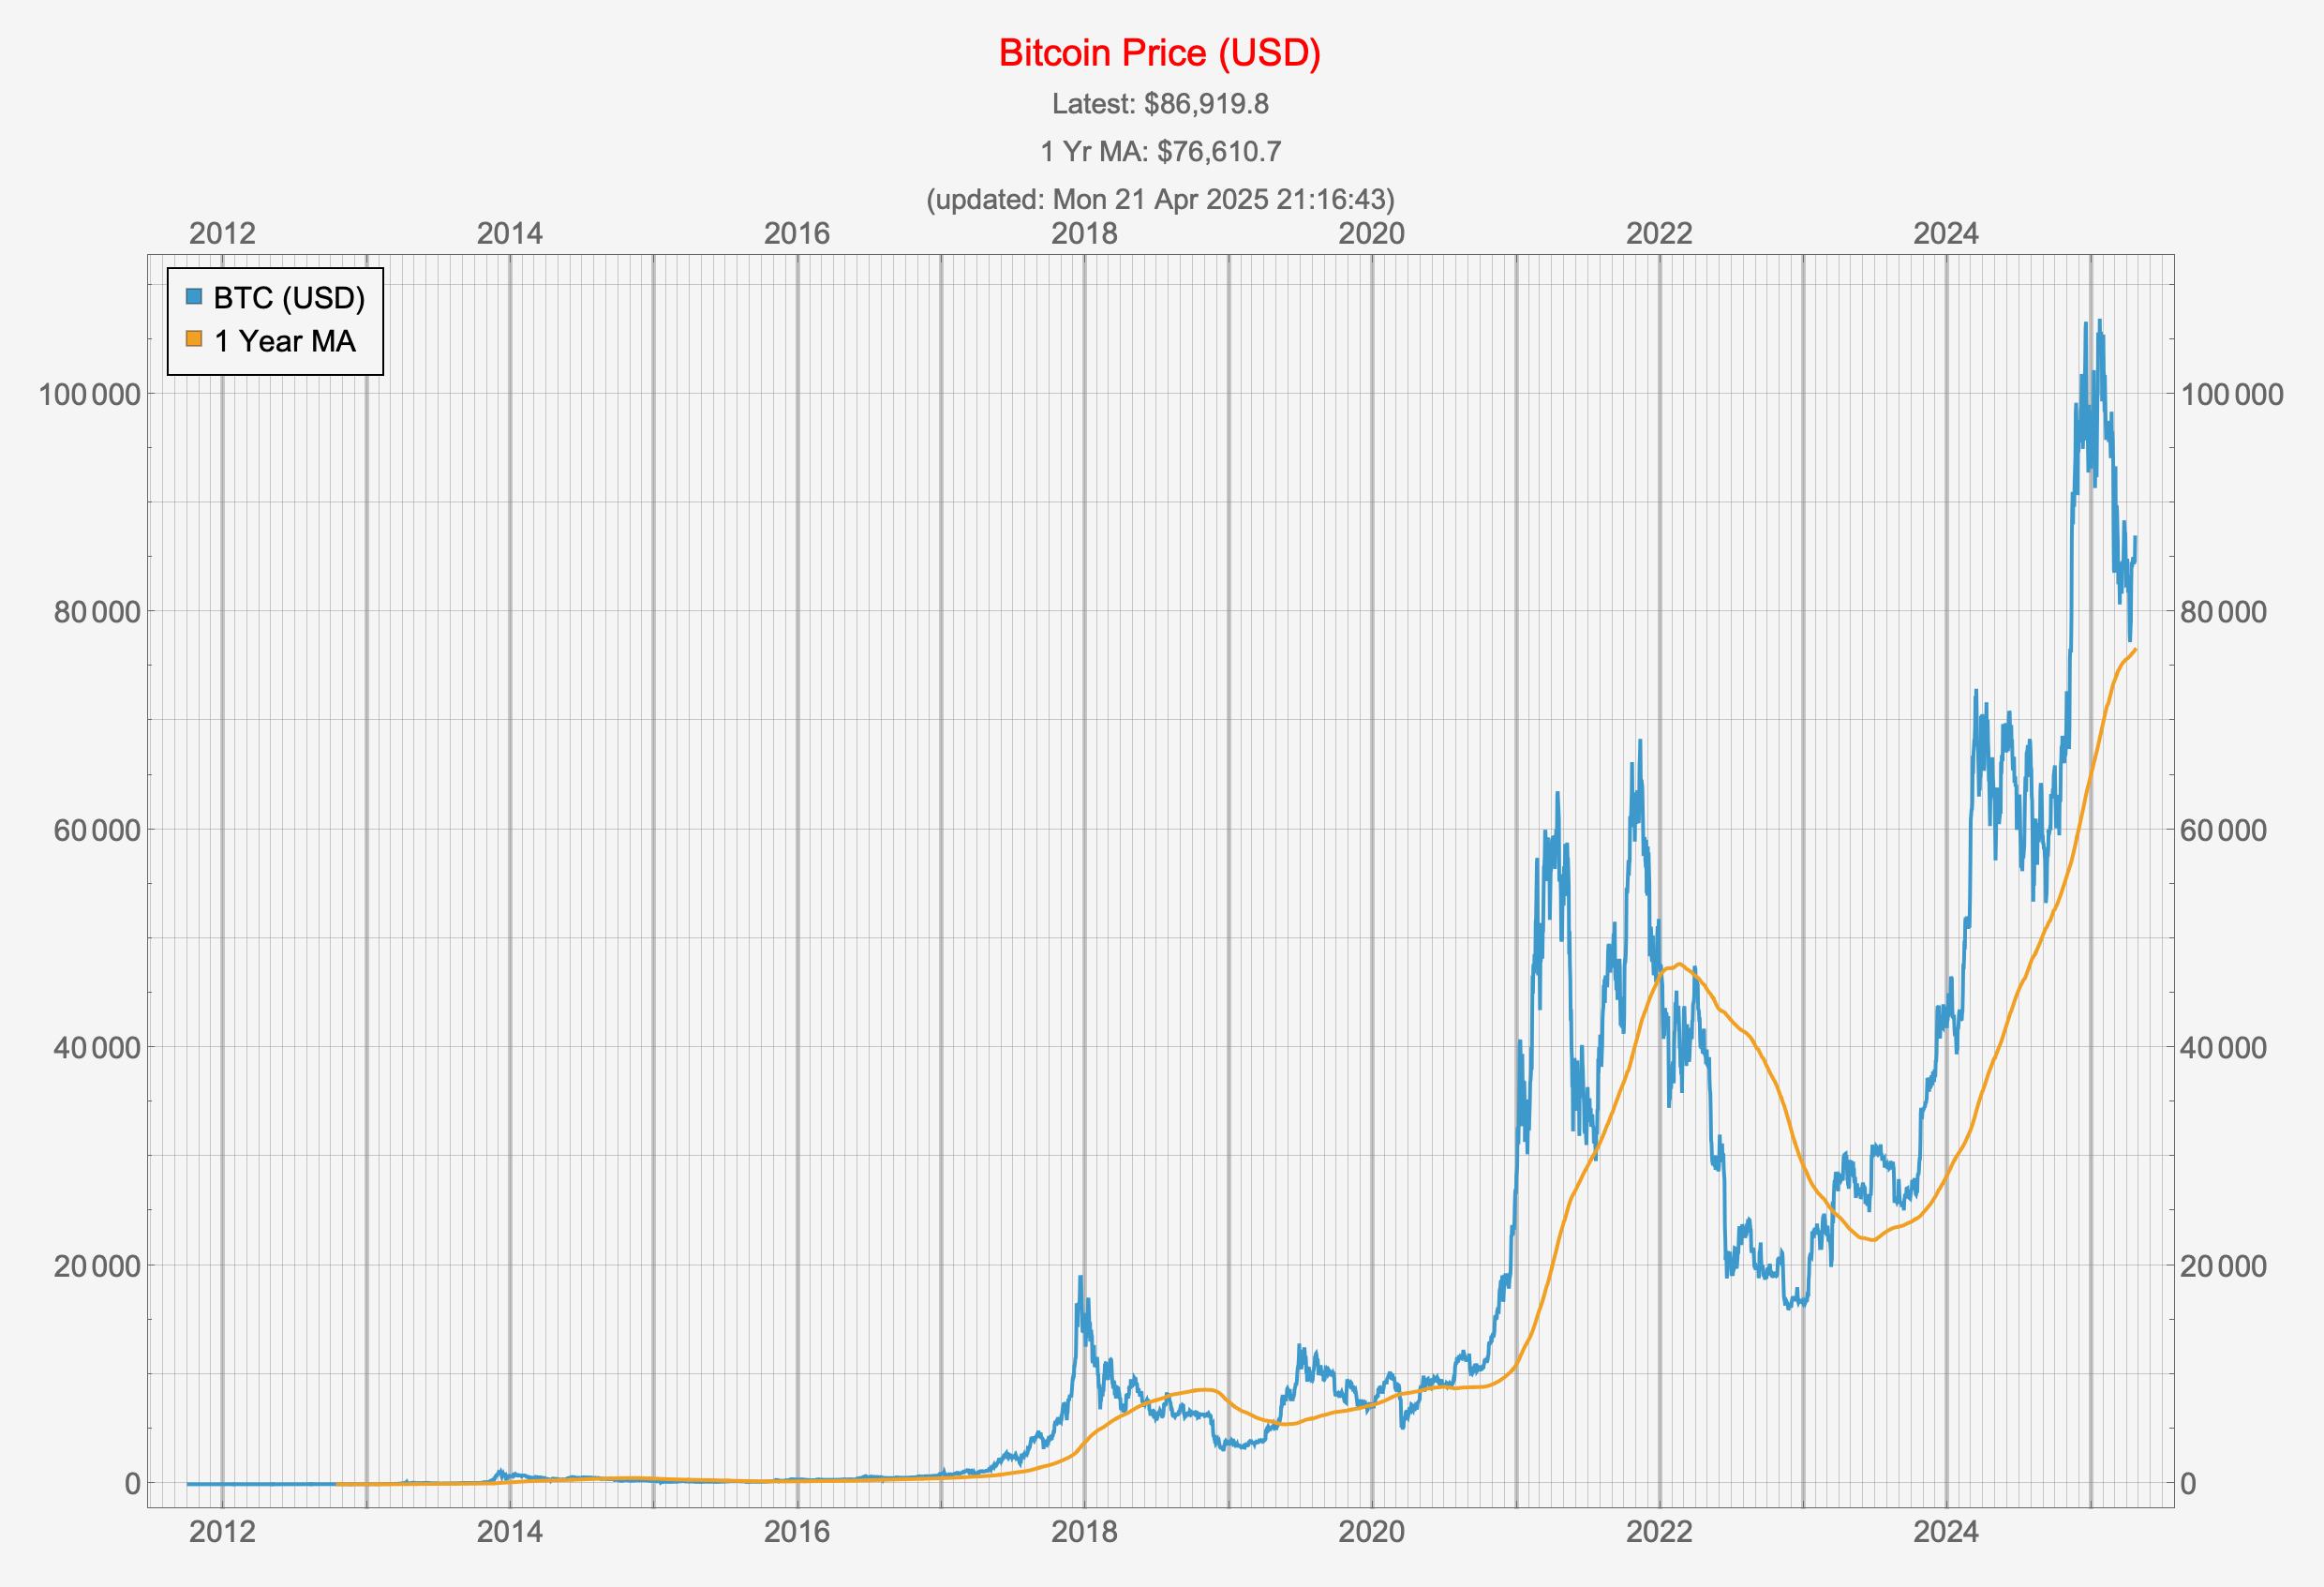 Bitcoin Price (USD)
Latest: $86,919.8
1 Yr MA: $76,610.7
(updated: Mon 21 Apr 2025 21:16:43)
2012 2014 2016 2018 2020 2022 2024
BTC (USD)
1 Year MA
100 000 100 000
80 000 80 000
60 000 60 000
40 000 40 000
20 000 20 000
0 0
2012 2014 2016 2018 2020 2022 2024